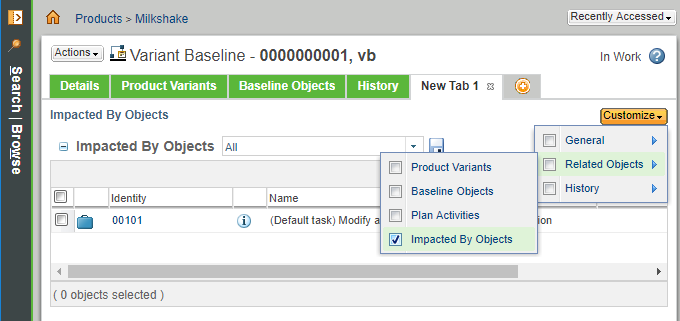 Products > Milkshake
Recently Accessed
Search | Browse
Actions
Variant Baseline - 0000000001, vb
In Work
?
Details
Product Variants
Baseline Objects
History
New Tab 1
Impacted By Objects
Customize
Impacted By Objects
All
General
Related Objects
History
Product Variants
Baseline Objects
Plan Activities
Impacted By Objects
Identity
Name
00101
(Default task) Modify a
ion
( 0 objects selected )